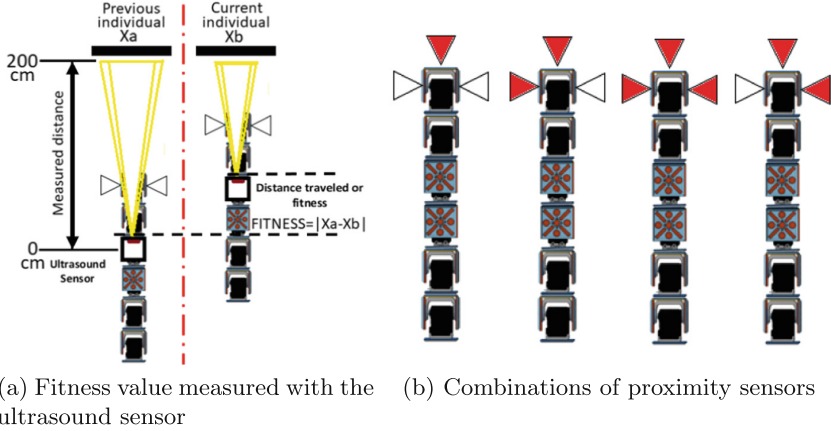 Previous
individual
Xa
Current
individual
Xb
200
cm
Measured distance
Distance traveled or
fitness
FITNESS=|Xa-Xb|
0
cm
Ultrasound
Sensor
(a) Fitness value measured with the
ultrasound sensor
(b) Combinations of proximity sensors